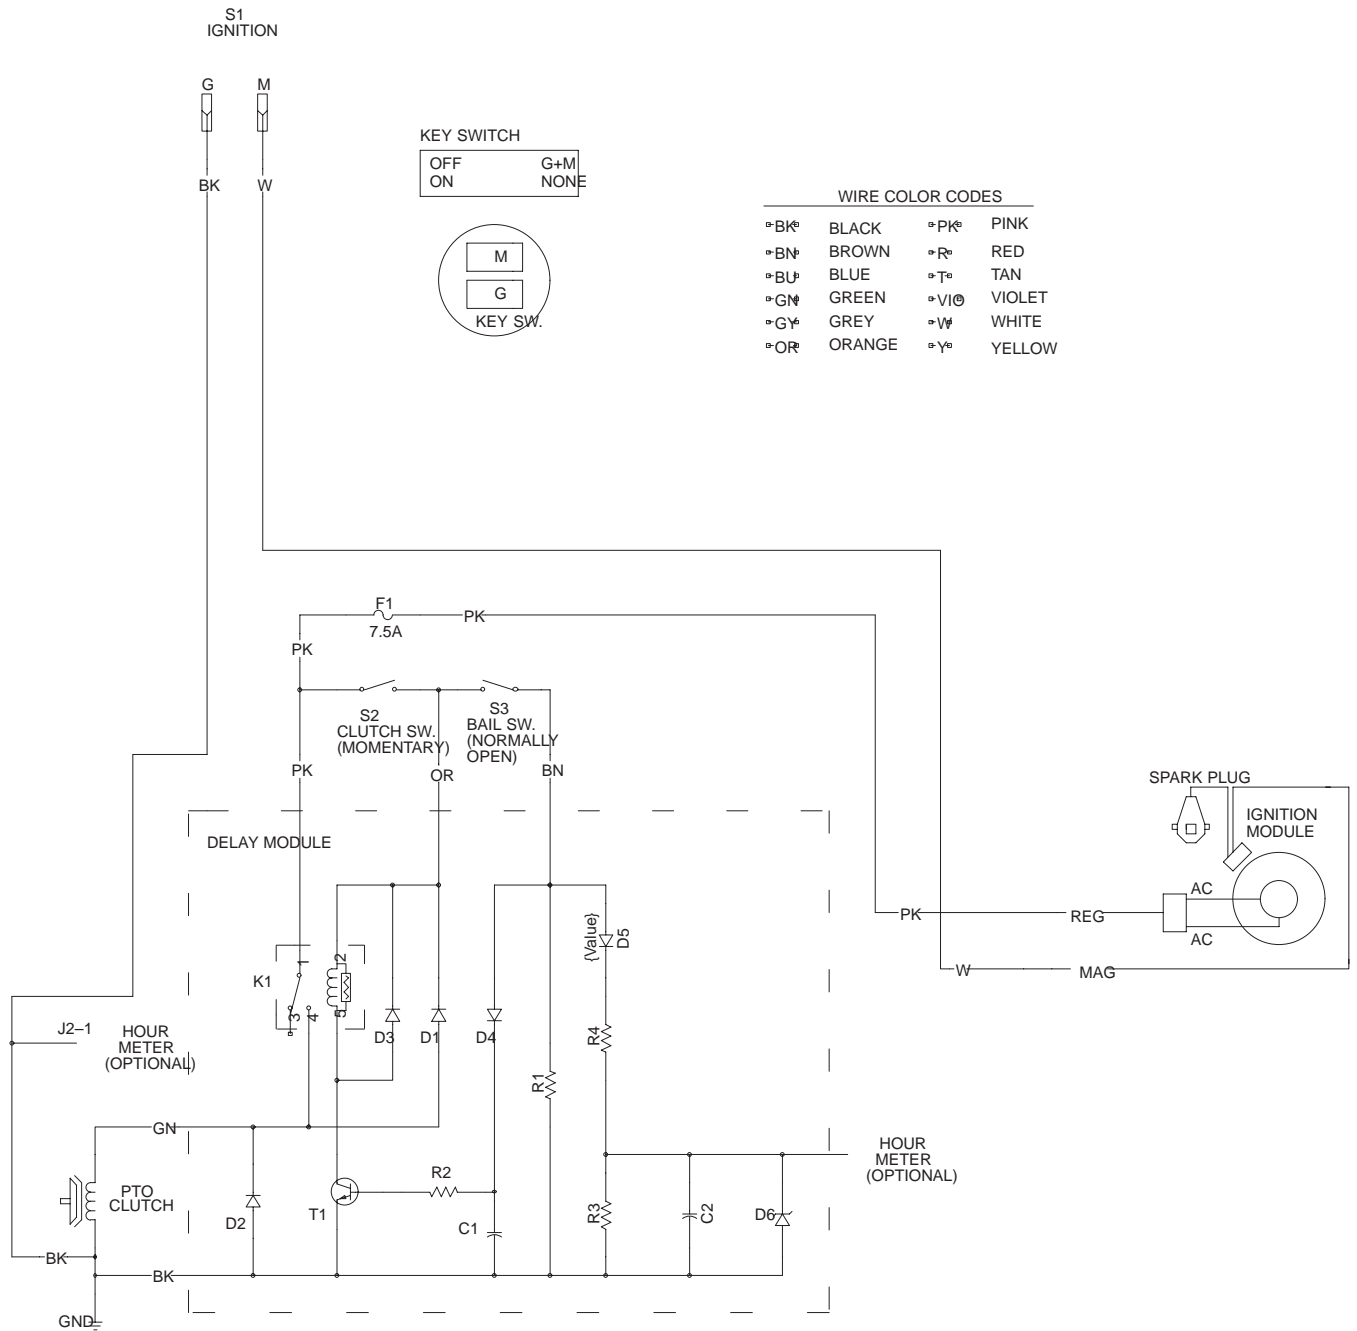 S1
IGNITION
G
M
BK
W
KEY SWITCH
OFF G+M
ON NONE
M
G
KEY SW.
WIRE COLOR CODES
BK BLACK PK PINK
BN BROWN R RED
BU BLUE T TAN
GN GREEN VIO VIOLET
GY GREY W WHITE
OR ORANGE Y YELLOW
F1
7.5A
PK
PK
S2
CLUTCH SW.
(MOMENTARY)
S3
BAIL SW.
(NORMALLY
OPEN)
PK
OR
BN
SPARK PLUG
IGNITION
MODULE
DELAY MODULE
AC
AC
PK
REG
W
MAG
{Value}
D5
K1
1
2
3
4
5
D3
D1
D4
R4
R1
J2–1
HOUR
METER
(OPTIONAL)
GN
HOUR
METER
(OPTIONAL)
PTO
CLUTCH
D2
T1
R2
C1
R3
C2
D6
BK
BK
GND